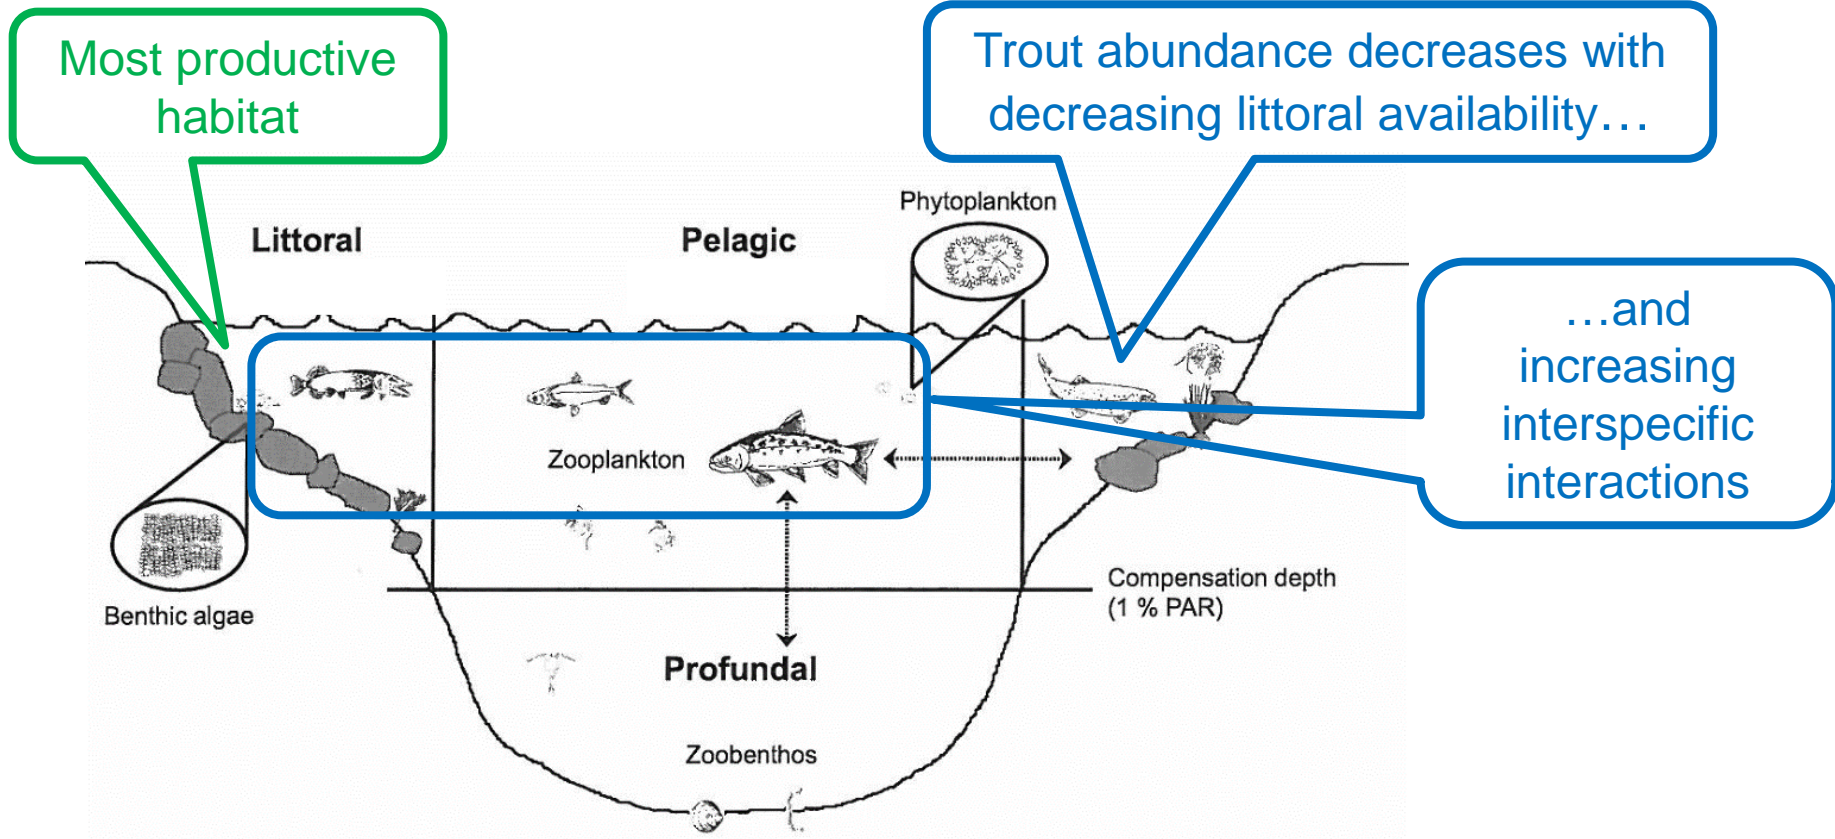 Most productive
habitat
Trout abundance decreases with
decreasing littoral availability…
Phytoplankton
Littoral
Pelagic
…and
increasing
interspecific
interactions
Zooplankton
Compensation depth
(1 % PAR)
Benthic algae
Profundal
Zoobenthos